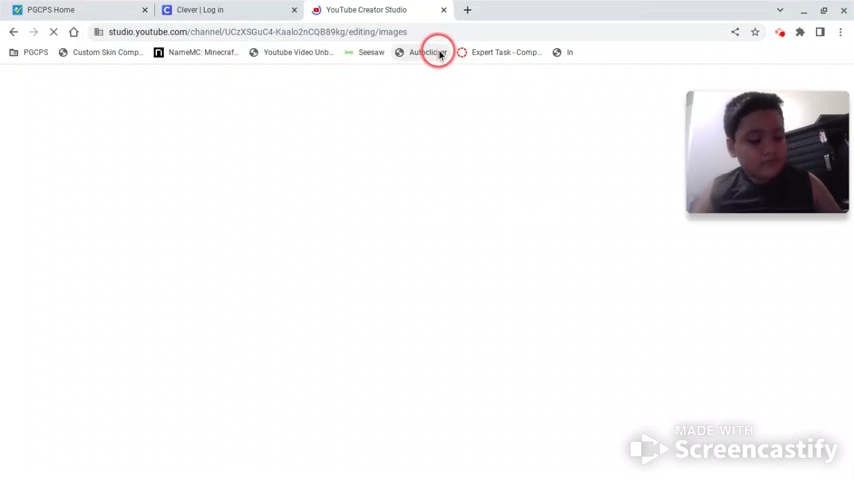 PGCPS Home
Clever | Log in
YouTube Creator Studio
studio.youtube.com/channel/UCzXSGuC4-Kaalo2nCQB89kg/editing/images
PGCPS
Custom Skin Comp...
NameMC: Minecraf...
Youtube Video Unb...
Seesaw
Autoclicker
Expert Task - Comp...
In
MADE WITH
Screencastify